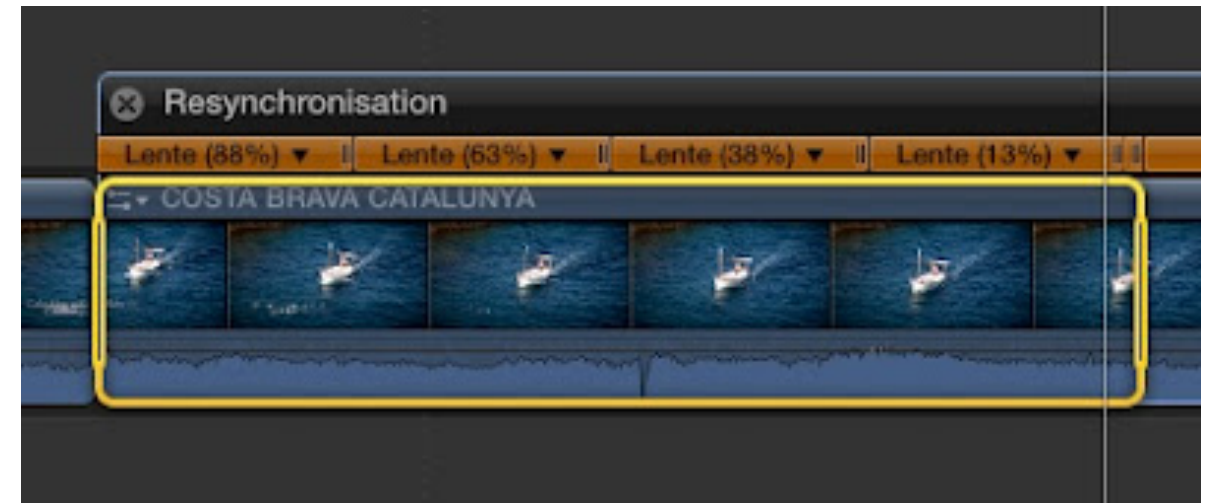 Resynchronisation
Lente (88%) Lente (63%) Lente (38%) Lente (13%)
COSTA BRAVA CATALUNYA